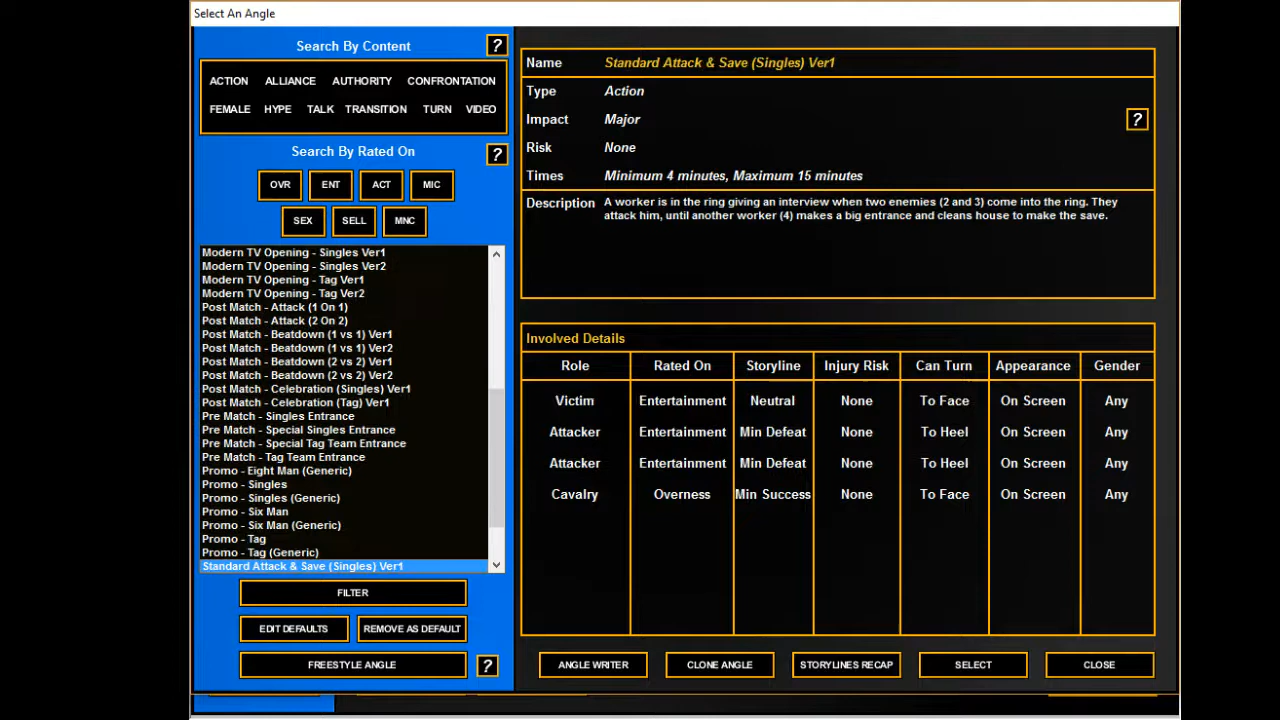 Select An Angle
Search By Content
?
ACTION ALLIANCE AUTHORITY CONFRONTATION
FEMALE HYPE TALK TRANSITION TURN VIDEO
Search By Rated On
?
OVR ENT ACT MIC
SEX SELL MNC
Modern TV Opening - Singles Ver1
Modern TV Opening - Singles Ver2
Modern TV Opening - Tag Ver1
Modern TV Opening - Tag Ver2
Post Match - Attack (1 On 1)
Post Match - Attack (2 On 2)
Post Match - Beatdown (1 vs 1) Ver1
Post Match - Beatdown (1 vs 1) Ver2
Post Match - Beatdown (2 vs 2) Ver1
Post Match - Beatdown (2 vs 2) Ver2
Post Match - Celebration (Singles) Ver1
Post Match - Celebration (Tag) Ver1
Pre Match - Singles Entrance
Pre Match - Special Singles Entrance
Pre Match - Special Tag Team Entrance
Pre Match - Tag Team Entrance
Promo - Eight Man (Generic)
Promo - Singles
Promo - Singles (Generic)
Promo - Six Man
Promo - Six Man (Generic)
Promo - Tag
Promo - Tag (Generic)
Standard Attack & Save (Singles) Ver1
FILTER
EDIT DEFAULTS REMOVE AS DEFAULT
FREESTYLE ANGLE ?
Name Standard Attack & Save (Singles) Ver1
Type Action
Impact Major ?
Risk None
Times Minimum 4 minutes, Maximum 15 minutes
Description A worker is in the ring giving an interview when two enemies (2 and 3) come into the ring. They
attack him, until another worker (4) makes a big entrance and cleans house to make the save.
Involved Details
Role Rated On Storyline Injury Risk Can Turn Appearance Gender
Victim Entertainment Neutral None To Face On Screen Any
Attacker Entertainment Min Defeat None To Heel On Screen Any
Attacker Entertainment Min Defeat None To Heel On Screen Any
Cavalry Overness Min Success None To Face On Screen Any
ANGLE WRITER CLONE ANGLE STORYLINES RECAP SELECT CLOSE